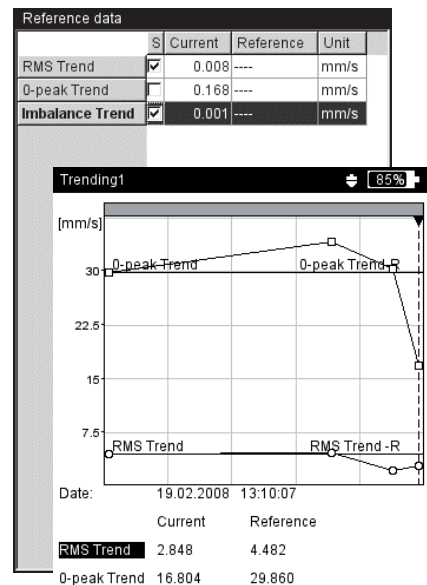 Reference data
S Current Reference Unit
RMS Trend 0.008 ---- mm/s
0-peak Trend 0.168 ---- mm/s
Imbalance Trend 0.001 ---- mm/s
Trending1 85%
[mm/s]
0-peak Trend 0-peak Trend-R
30
22.5
15
7.5
RMS Trend RMS Trend -R
Date: 19.02.2008 13:10:07
Current Reference
RMS Trend 2.848 4.482
0-peak Trend 16.804 29.860